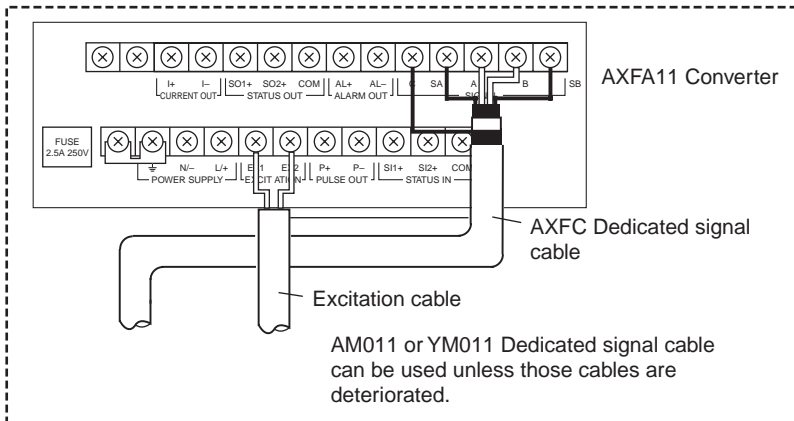 I+ I– SO1+ SO2+ COM AL+ AL– C SA A B SB
CURRENT OUT STATUS OUT ALARM OUT
AXFA11 Converter
FUSE
2.5A 250V
N/– L/+ EX1 EX2 P+ P– SI1+ SI2+ COM
POWER SUPPLY PULSE OUT STATUS IN
AXFC Dedicated signal
cable
Excitation cable
AM011 or YM011 Dedicated signal cable
can be used unless those cables are
deteriorated.